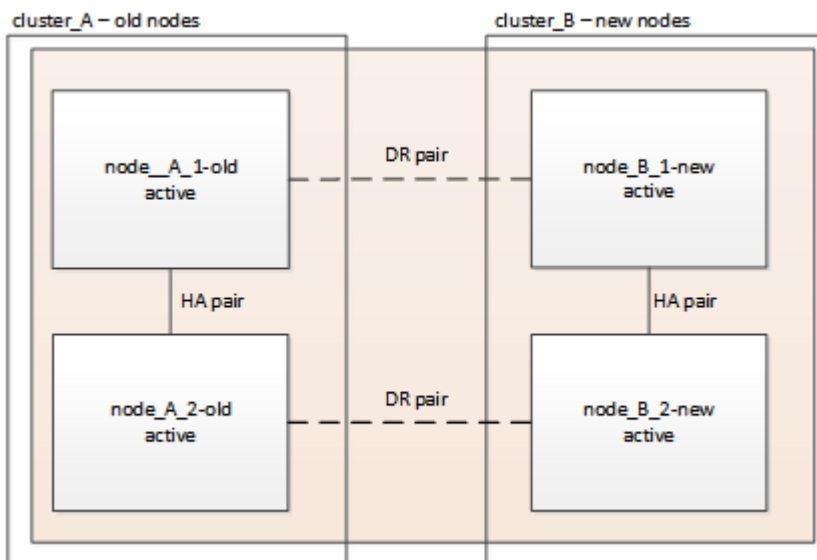 cluster_A – old nodes
cluster_B – new nodes
node__A_1-old
active
DR pair
node_B_1-new
active
HA pair
HA pair
node_A_2-old
active
DR pair
node_B_2-new
active